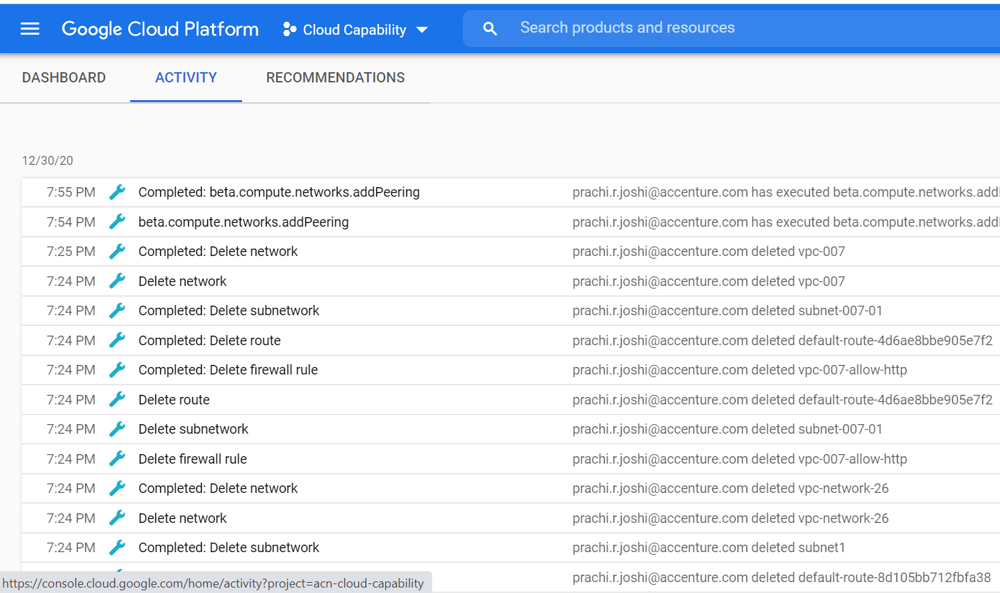 Google Cloud Platform Cloud Capability Search products and resources
DASHBOARD ACTIVITY RECOMMENDATIONS
12/30/20
7:55 PM Completed: beta.compute.networks.addPeering prachi.r.joshi@accenture.com has executed beta.compute.networks.add
7:54 PM beta.compute.networks.addPeering prachi.r.joshi@accenture.com has executed beta.compute.networks.add
7:25 PM Completed: Delete network prachi.r.joshi@accenture.com deleted vpc-007
7:24 PM Delete network prachi.r.joshi@accenture.com deleted vpc-007
7:24 PM Completed: Delete subnetwork prachi.r.joshi@accenture.com deleted subnet-007-01
7:24 PM Completed: Delete route prachi.r.joshi@accenture.com deleted default-route-4d6ae8bbe905e7f2
7:24 PM Completed: Delete firewall rule prachi.r.joshi@accenture.com deleted vpc-007-allow-http
7:24 PM Delete route prachi.r.joshi@accenture.com deleted default-route-4d6ae8bbe905e7f2
7:24 PM Delete subnetwork prachi.r.joshi@accenture.com deleted subnet-007-01
7:24 PM Delete firewall rule prachi.r.joshi@accenture.com deleted vpc-007-allow-http
7:24 PM Completed: Delete network prachi.r.joshi@accenture.com deleted vpc-network-26
7:24 PM Delete network prachi.r.joshi@accenture.com deleted vpc-network-26
7:24 PM Completed: Delete subnetwork prachi.r.joshi@accenture.com deleted subnet1
prachi.r.joshi@accenture.com deleted default-route-8d105bb712fbfa38
https://console.cloud.google.com/home/activity?project=acn-cloud-capability